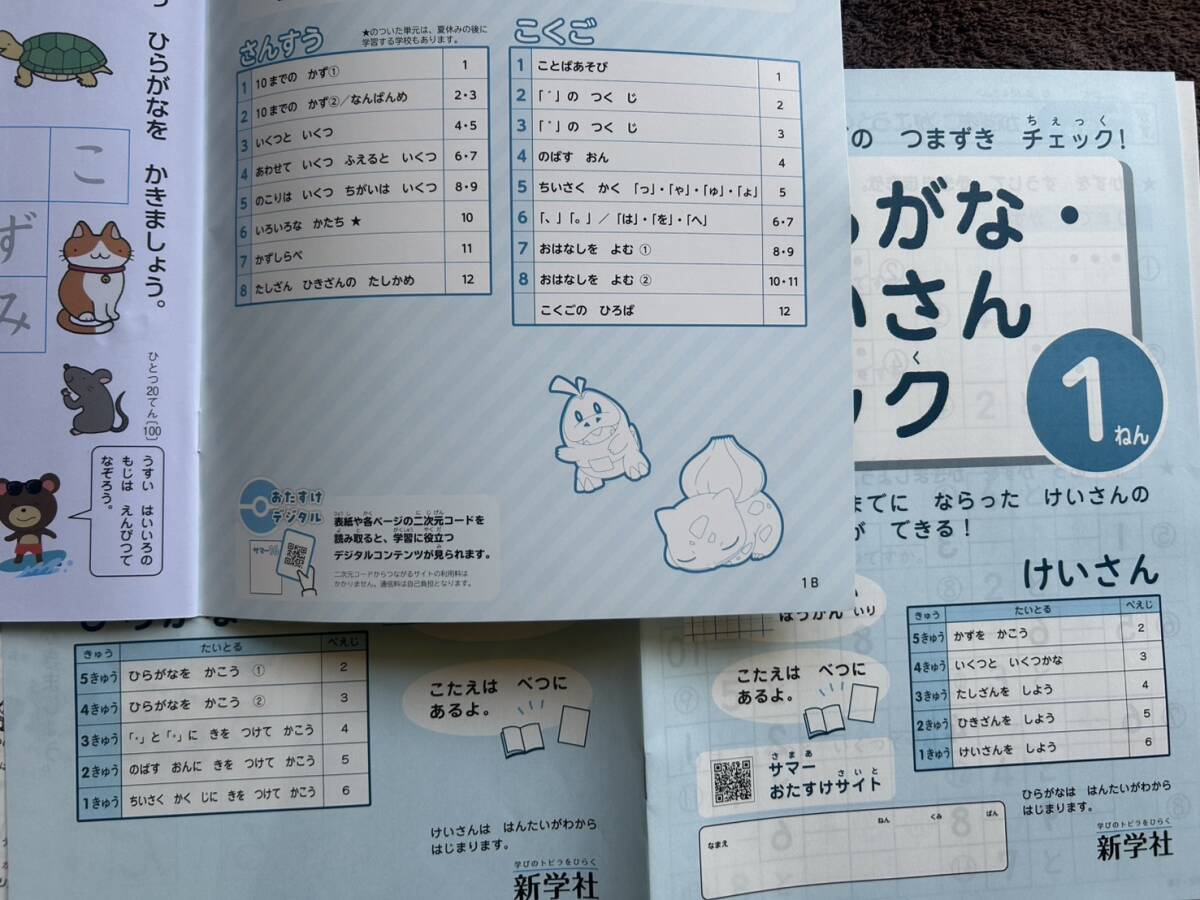 ひらがなを かきましょう。
こ
ず
み
ひとつ20てん〔100〕
うすい はいいろの
もじは えんぴつで
なぞろう。
さんすう
★のついた単元は、夏休みの後に
学習する学校もあります。
1 10までの かず① 1
2 10までの かず②/なんばんめ 2・3
3 いくつと いくつ 4・5
4 あわせて いくつ ふえると いくつ 6・7
5 のこりは いくつ ちがいは いくつ 8・9
6 いろいろな かたち ★ 10
7 かずしらべ 11
8 たしざん ひきざんの たしかめ 12
こくご
1 ことばあそび 1
2 「゛」の つく じ 2
3 「゜」の つく じ 3
4 のばす おん 4
5 ちいさく かく 「っ」・「ゃ」・「ゅ」・「ょ」 5
6 「、」「。」/「は」・「を」・「へ」 6・7
7 おはなしを よむ ① 8・9
8 おはなしを よむ ② 10・11
こくごの ひろば 12
おたすけ
デジタル
サマー
表紙や各ページの二次元コードを
読み取ると、学習に役立つ
デジタルコンテンツが見られます。
二次元コードからつながるサイトの利用料は
かかりません。通信料は自己負担となります。
1B
の つまずき チェック!
がな・
いさん
ック
1ねん
までに ならった けいさんの
が できる!
けいさん
きゅう たいとる ぺえじ
5きゅう かずを かこう 2
4きゅう いくつと いくつかな 3
3きゅう たしざんを しよう 4
2きゅう ひきざんを しよう 5
1きゅう けいさんを しよう 6
ひらがなは はんたいがわから
はじまります。
学びのトビラをひらく
新学社
いり
こたえは べつに
あるよ。
サマー
おたすけサイト
なまえ ねん くみ ばん
きゅう たいとる ぺえじ
5きゅう ひらがなを かこう ① 2
4きゅう ひらがなを かこう ② 3
3きゅう 「゛」と「゜」に きを つけて かこう 4
2きゅう のばす おんに きを つけて かこう 5
1きゅう ちいさく かく じに きを つけて かこう 6
こたえは べつに
あるよ。
けいさんは はんたいがわから
はじまります。
学びのトビラをひらく
新学社